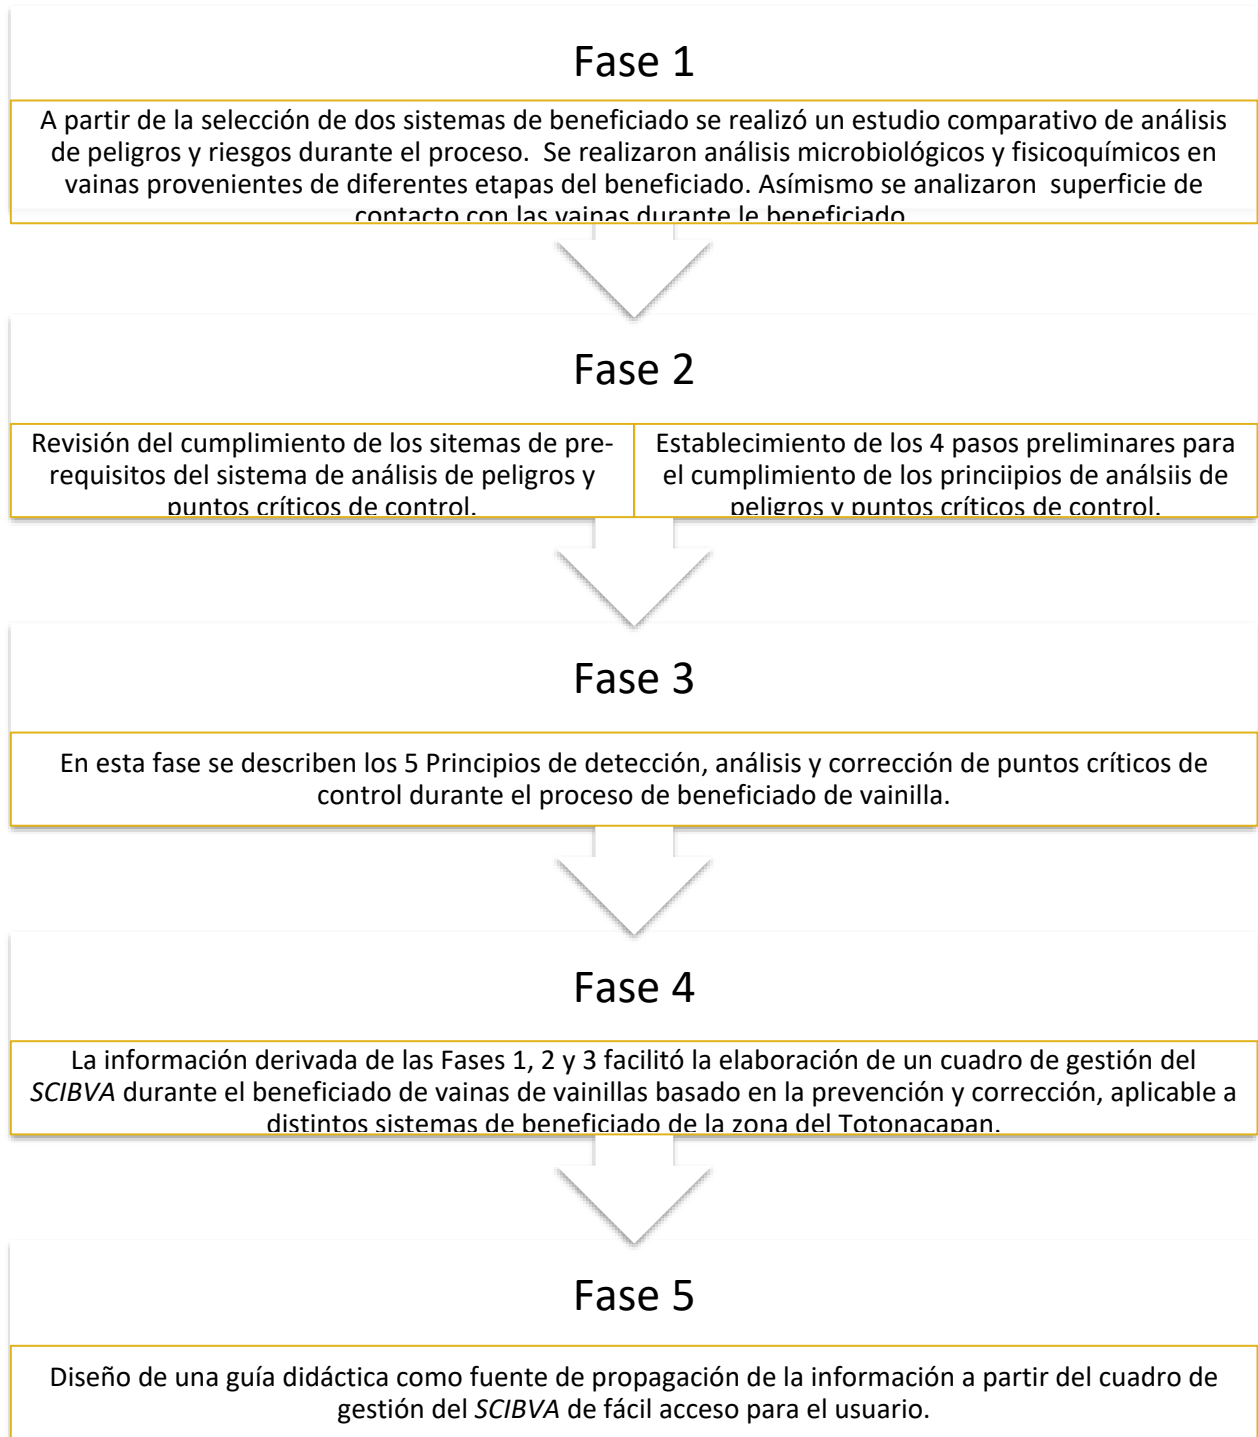 Fase 1
A partir de la selección de dos sistemas de beneficiado se realizó un estudio comparativo de análisis
de peligros y riesgos durante el proceso.  Se realizaron análisis microbiológicos y fisicoquímicos en
vainas provenientes de diferentes etapas del beneficiado. Asímismo se analizaron  superficie de
contacto con las vainas durante le beneficiado
Fase 2
Revisión del cumplimiento de los sitemas de pre-
requisitos del sistema de análisis de peligros y
puntos críticos de control.
Establecimiento de los 4 pasos preliminares para
el cumplimiento de los princiipios de análsiis de
peligros y puntos críticos de control.
Fase 3
En esta fase se describen los 5 Principios de detección, análisis y corrección de puntos críticos de
control durante el proceso de beneficiado de vainilla.
Fase 4
La información derivada de las Fases 1, 2 y 3 facilitó la elaboración de un cuadro de gestión del
SCIBVA durante el beneficiado de vainas de vainillas basado en la prevención y corrección, aplicable a
distintos sistemas de beneficiado de la zona del Totonacapan.
Fase 5
Diseño de una guía didáctica como fuente de propagación de la información a partir del cuadro de
gestión del SCIBVA de fácil acceso para el usuario.